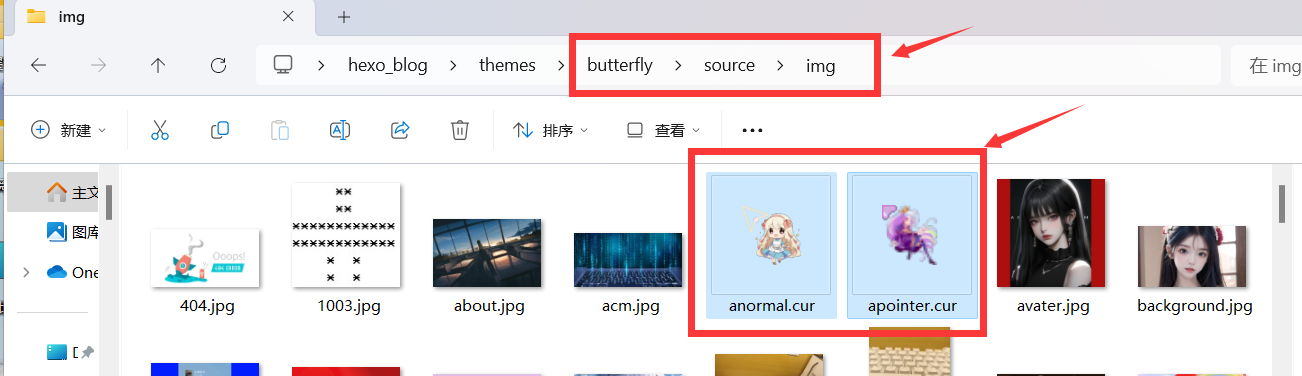 img
hexo_blog > themes > butterfly > source > img
在 img
新建
排序
查看
主文
图库
One
404.jpg
1003.jpg
about.jpg
acm.jpg
anormal.cur
apointer.cur
avater.jpg
background.jpg
Ooops!
404 ERROR